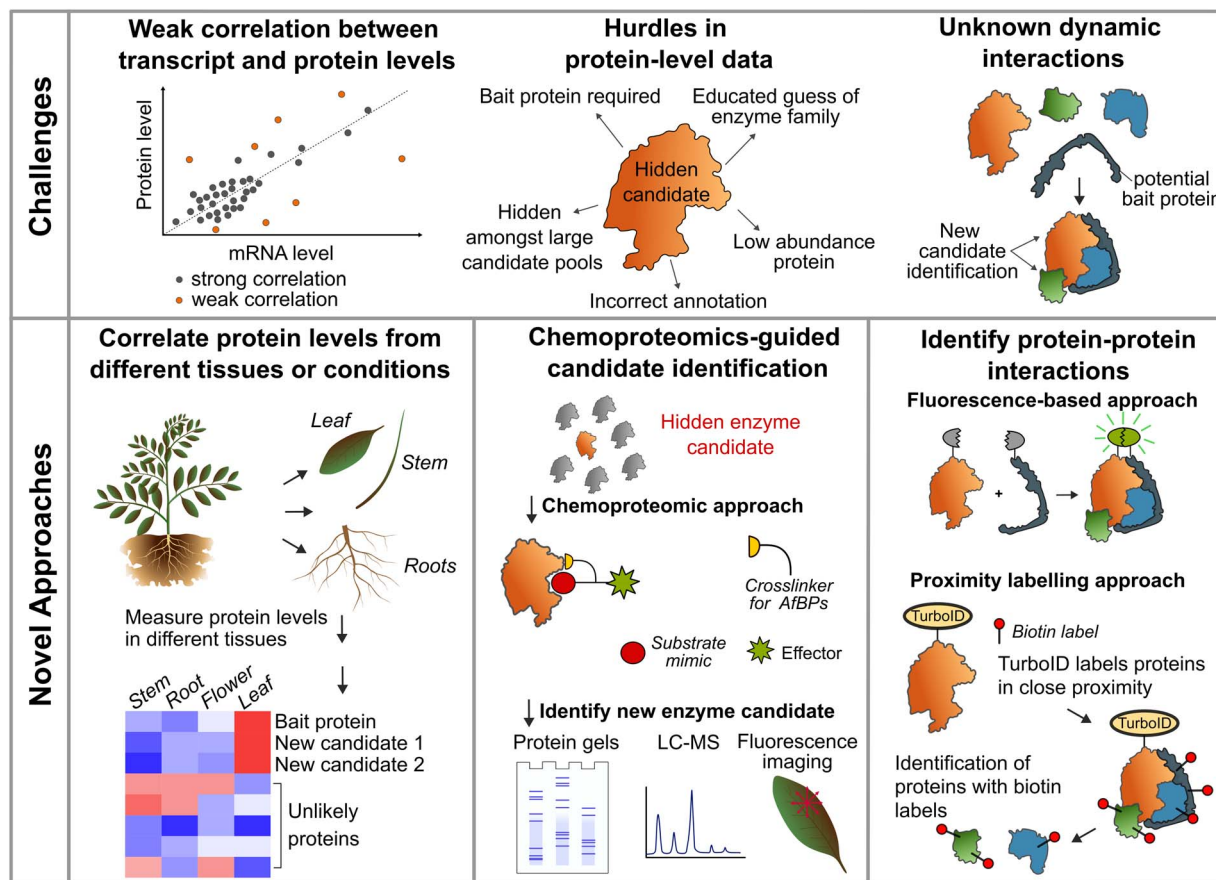 Challenges
Weak correlation between
transcript and protein levels
Protein level
mRNA level
strong correlation
weak correlation
Hurdles in
protein-level data
Bait protein required
Educated guess of
enzyme family
Hidden
candidate
Hidden
amongst large
candidate pools
Low abundance
protein
Incorrect annotation
Unknown dynamic
interactions
potential
bait protein
New
candidate
identification
Novel Approaches
Correlate protein levels from
different tissues or conditions
Leaf
Stem
Roots
Measure protein levels
in different tissues
Stem
Root
Flower
Leaf
Bait protein
New candidate 1
New candidate 2
Unlikely
proteins
Chemoproteomics-guided
candidate identification
Hidden enzyme
candidate
Chemoproteomic approach
Crosslinker
for AfBPs
Substrate
mimic
Effector
Identify new enzyme candidate
Protein gels
LC-MS
Fluorescence
imaging
Identify protein-protein
interactions
Fluorescence-based approach
+
Proximity labelling approach
TurboID
Biotin label
TurboID labels proteins
in close proximity
TurboID
Identification of
proteins with biotin
labels